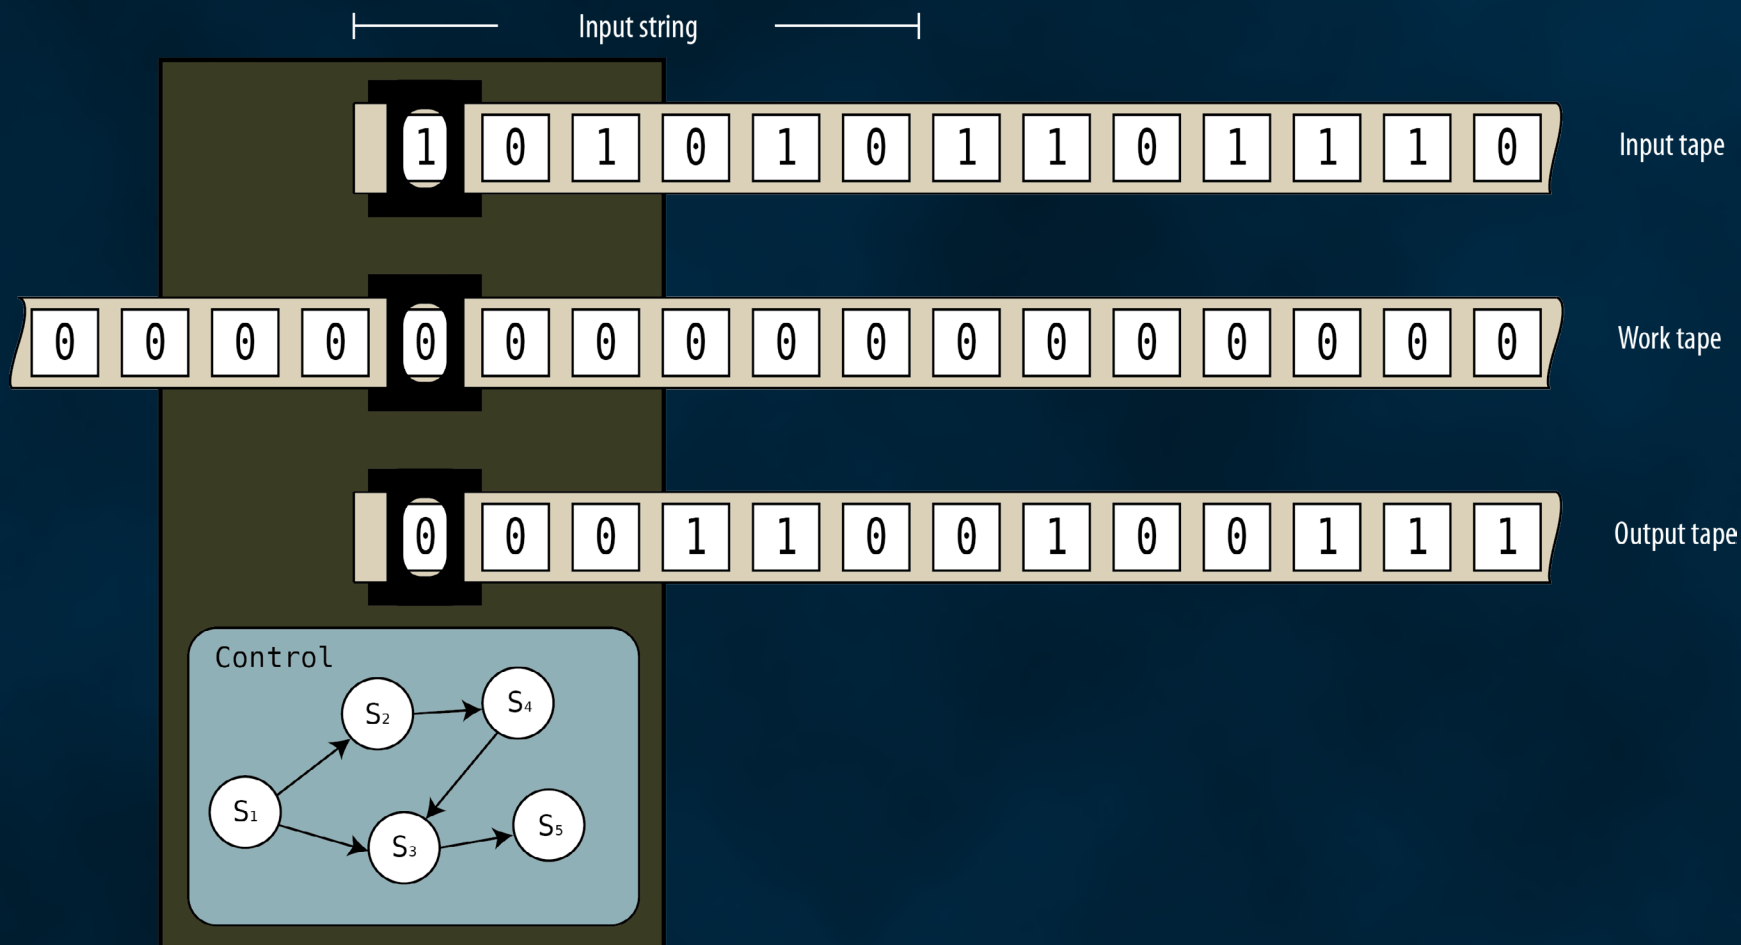 Input string
1 0 1 0 1 0 1 1 0 1 1 1 0 Input tape
0 0 0 0 0 0 0 0 0 0 0 0 0 0 0 0 0 Work tape
0 0 0 1 1 0 0 1 0 0 1 1 1 Output tape
Control
S2 S4
S1 S3 S5